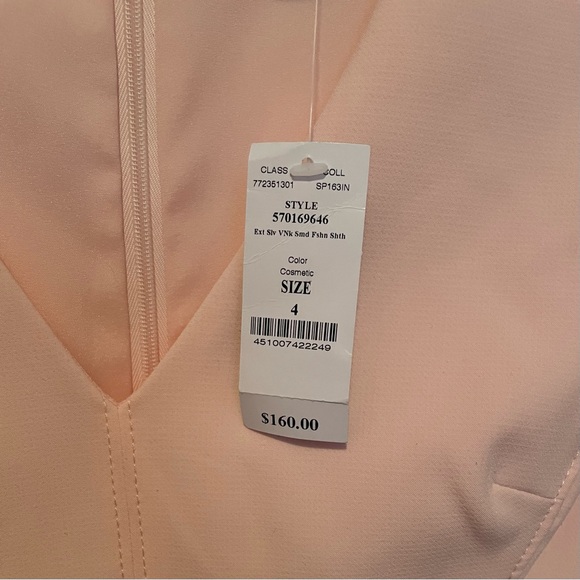 CLASS COLL
772351301 SP163IN
STYLE
570169646
Ext Slv VNk Smd Fshn Shth
Color
Cosmetic
SIZE
4
451007422249
$160.00